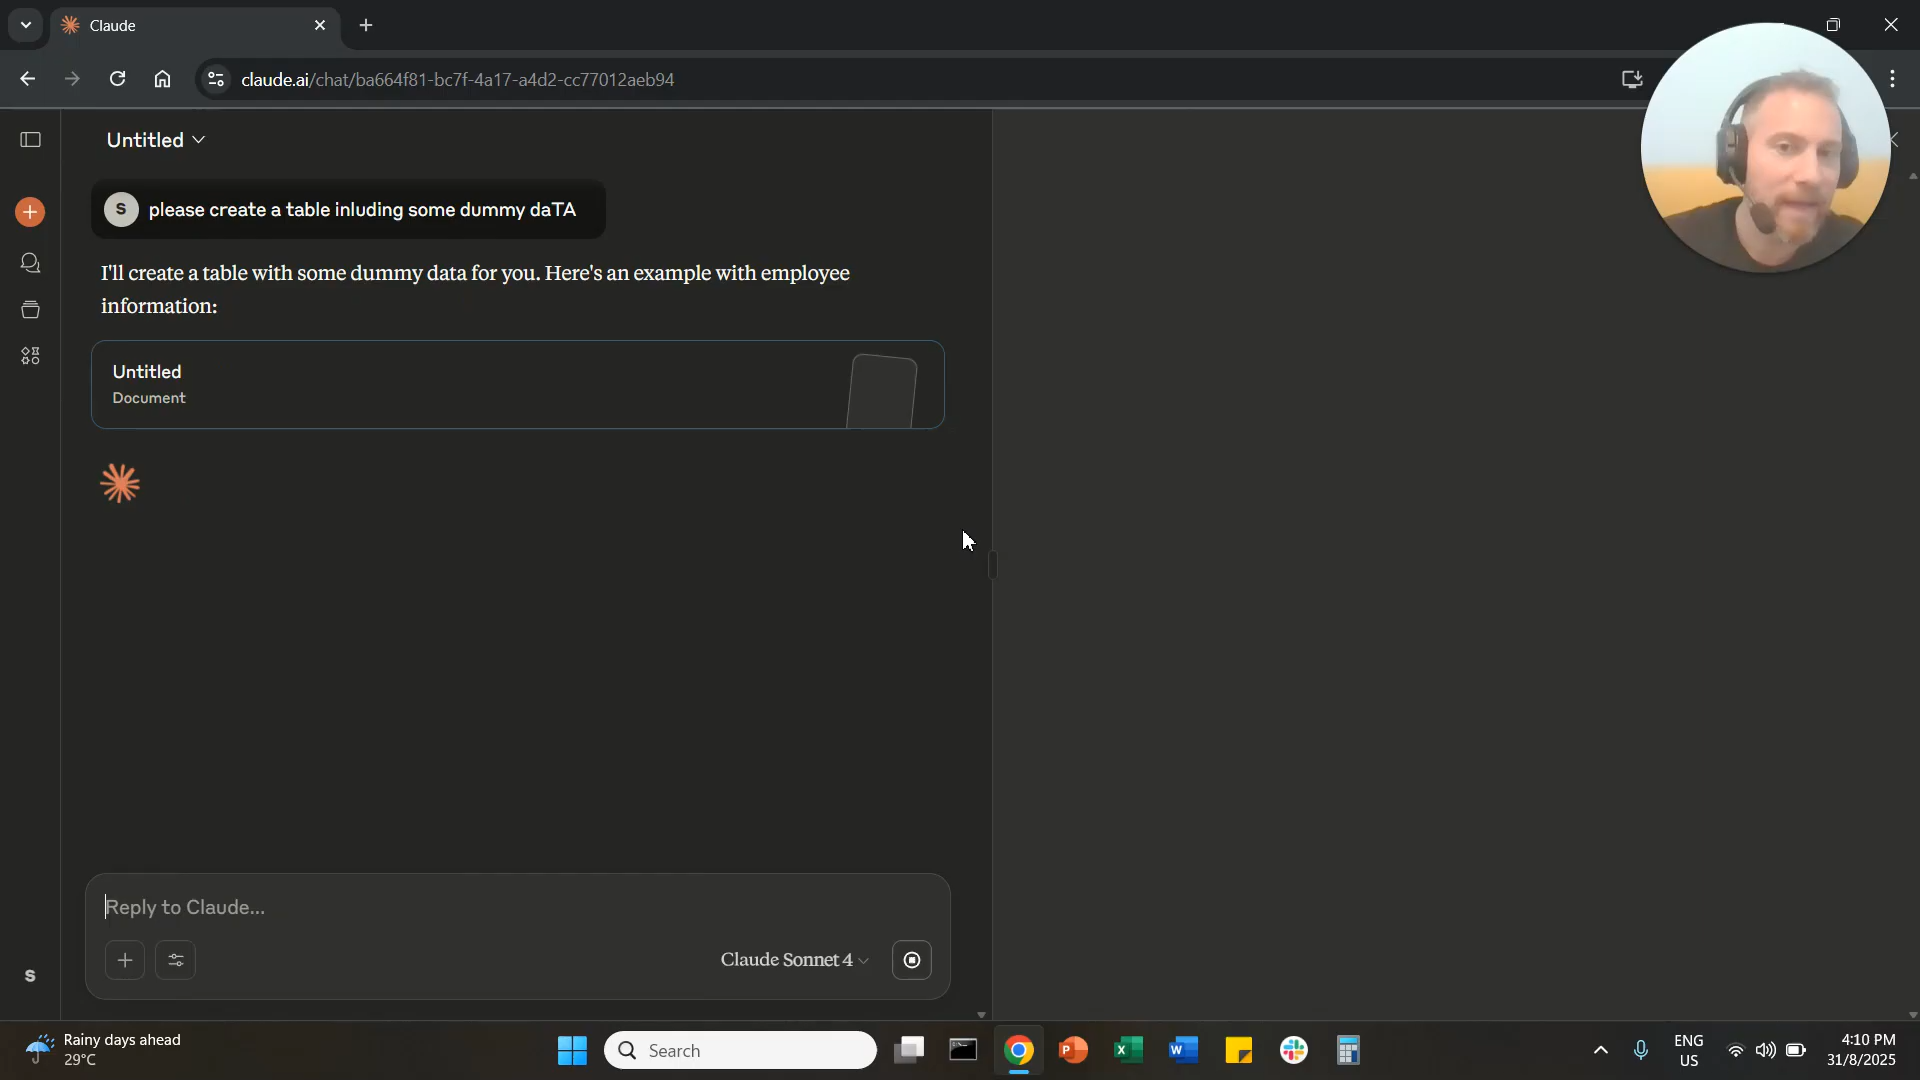 Claude
claude.ai/chat/ba664f81-bc7f-4a17-a4d2-cc77012aeb94
Untitled
S
please create a table inluding some dummy daTA
I'll create a table with some dummy data for you. Here's an example with employee
information:
Untitled
Document
Reply to Claude...
Claude Sonnet 4
S
Rainy days ahead
29°C
Search
P
X
W
ENG
US
4:10 PM
31/8/2025